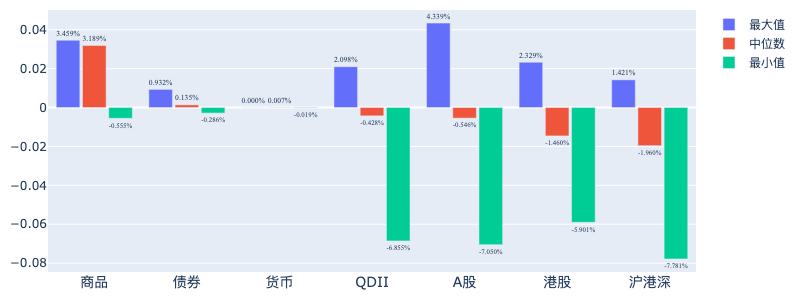 最大值
中位数
最小值
0.04
0.02
0
−0.02
−0.04
−0.06
−0.08
3.459%
3.189%
-0.555%
0.932%
0.135%
-0.286%
0.000%
0.007%
-0.019%
2.098%
-0.428%
-6.855%
4.339%
-0.546%
-7.050%
2.329%
-1.460%
-5.901%
1.421%
-1.960%
-7.781%
商品
债券
货币
QDII
A股
港股
沪港深